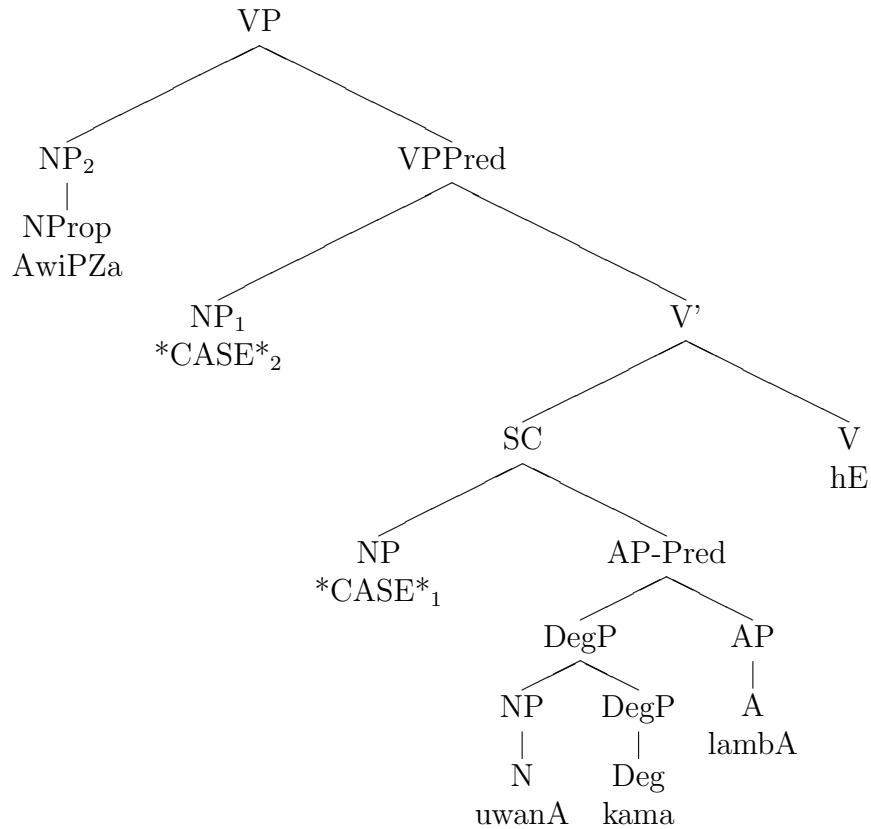 VP
NP₂ VPPred
NProp
AwiPZa
NP₁ V'
*CASE*₂
SC V
hE
NP AP-Pred
*CASE*₁
DegP AP
NP DegP A
lambA
N Deg
uwanA kama